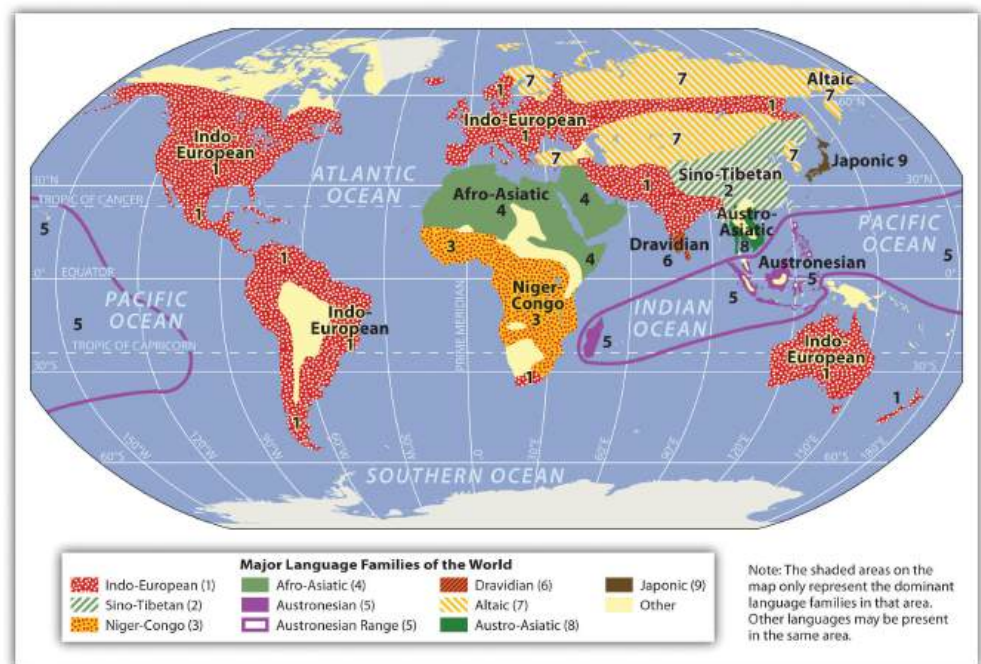 Altaic
7
7
7
1
60°N
1
Indo-
European
1
Indo-European
1
7
7
7
Japonic 9
30°N
ATLANTIC
OCEAN
Sino-Tibetan
2
TROPIC OF CANCER
1
Afro-Asiatic
4
4
1
Austro-
Asiatic
8
PACIFIC
OCEAN
5
3
Dravidian
6
5
Austronesian
5
5
EQUATOR
0°
0°
1
4
PACIFIC
OCEAN
Niger-
Congo
3
INDIAN
OCEAN
5
Indo-
European
1
PRIME MERIDIAN
5
Indo-
European
1
TROPIC OF CAPRICORN
30°S
30°S
1
1
1
60°S
150°W
120°W
90°W
60°W
30°W
0
30°E
60°E
90°E
120°E
150°E
180°E
60°S
SOUTHERN OCEAN
Major Language Families of the World
Indo-European (1)
Sino-Tibetan (2)
Niger-Congo (3)
Afro-Asiatic (4)
Austronesian (5)
Austronesian Range (5)
Dravidian (6)
Altaic (7)
Austro-Asiatic (8)
Japonic (9)
Other
Note: The shaded areas on the
map only represent the dominant
language families in that area.
Other languages may be present
in the same area.